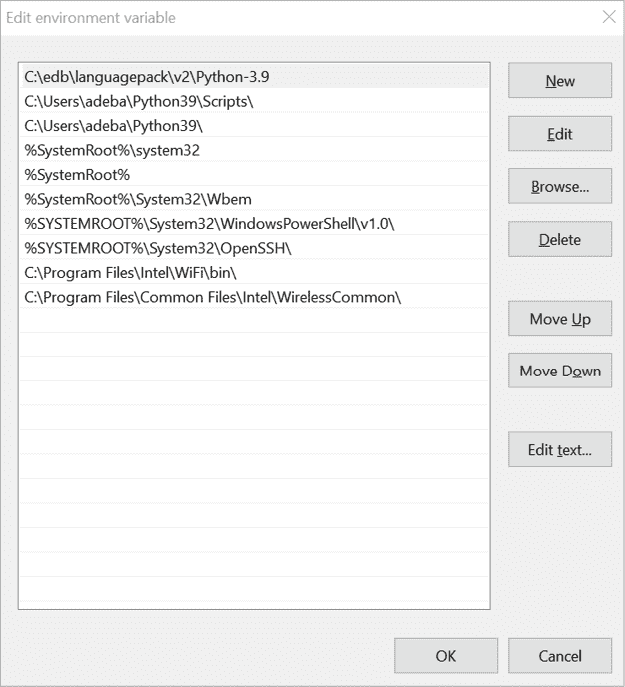 Edit environment variable
C:\edb\languagepack\v2\Python-3.9
C:\Users\adeba\Python39\Scripts\
C:\Users\adeba\Python39\
%SystemRoot%\system32
%SystemRoot%
%SystemRoot%\System32\Wbem
%SYSTEMROOT%\System32\WindowsPowerShell\v1.0\
%SYSTEMROOT%\System32\OpenSSH\
C:\Program Files\Intel\WiFi\bin\
C:\Program Files\Common Files\Intel\WirelessCommon\
New
Edit
Browse...
Delete
Move Up
Move Down
Edit text...
OK
Cancel